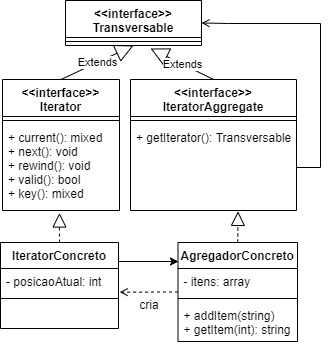 <<interface>>
Transversable
Extends
Extends
<<interface>>
Iterator
+ current(): mixed
+ next(): void
+ rewind(): void
+ valid(): bool
+ key(): mixed
<<interface>>
IteratorAggregate
+ getIterator(): Transversable
IteratorConcreto
- posicaoAtual: int
AgregadorConcreto
- itens: array
+ addItem(string)
+ getItem(int): string
cria